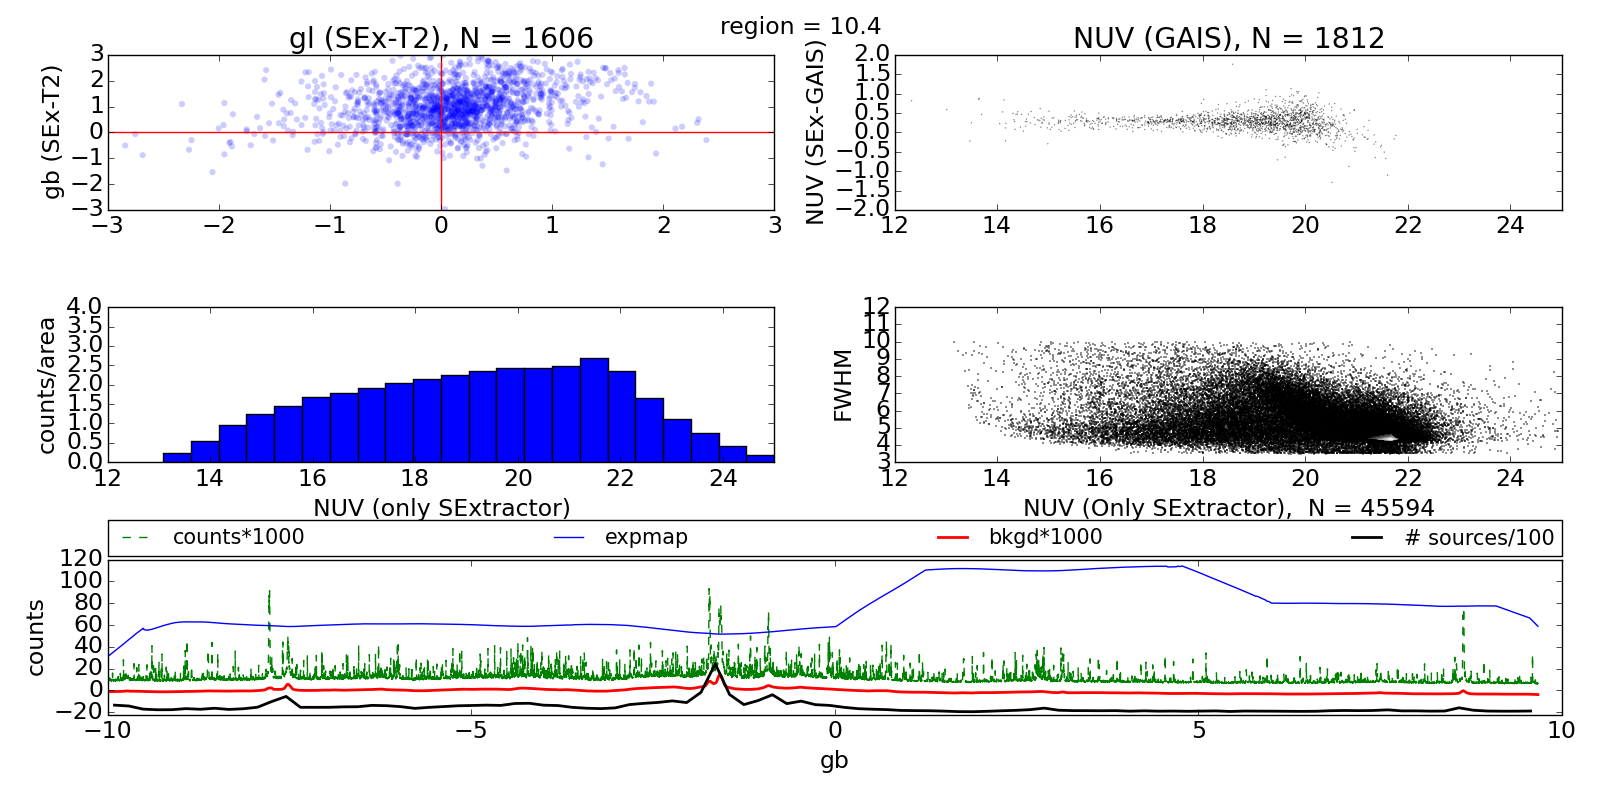 region = 10.4
gl (SEx-T2), N = 1606
gb (SEx-T2)
3
2
1
0
−1
−2
−3
−3 −2 −1 0 1 2 3
NUV (GAIS), N = 1812
NUV (SEx-GAIS)
2.0
1.5
1.0
0.5
0.0
−0.5
−1.0
−1.5
−2.0
12 14 16 18 20 22 24
counts/area
4.0
3.5
3.0
2.5
2.0
1.5
1.0
0.5
0.0
12 14 16 18 20 22 24
NUV (only SExtractor)
FWHM
12
11
10
9
8
7
6
5
4
3
12 14 16 18 20 22 24
NUV (Only SExtractor), N = 45594
counts*1000 expmap bkgd*1000 # sources/100
counts
120
100
80
60
40
20
0
−20
−10 −5 0 5 10
gb